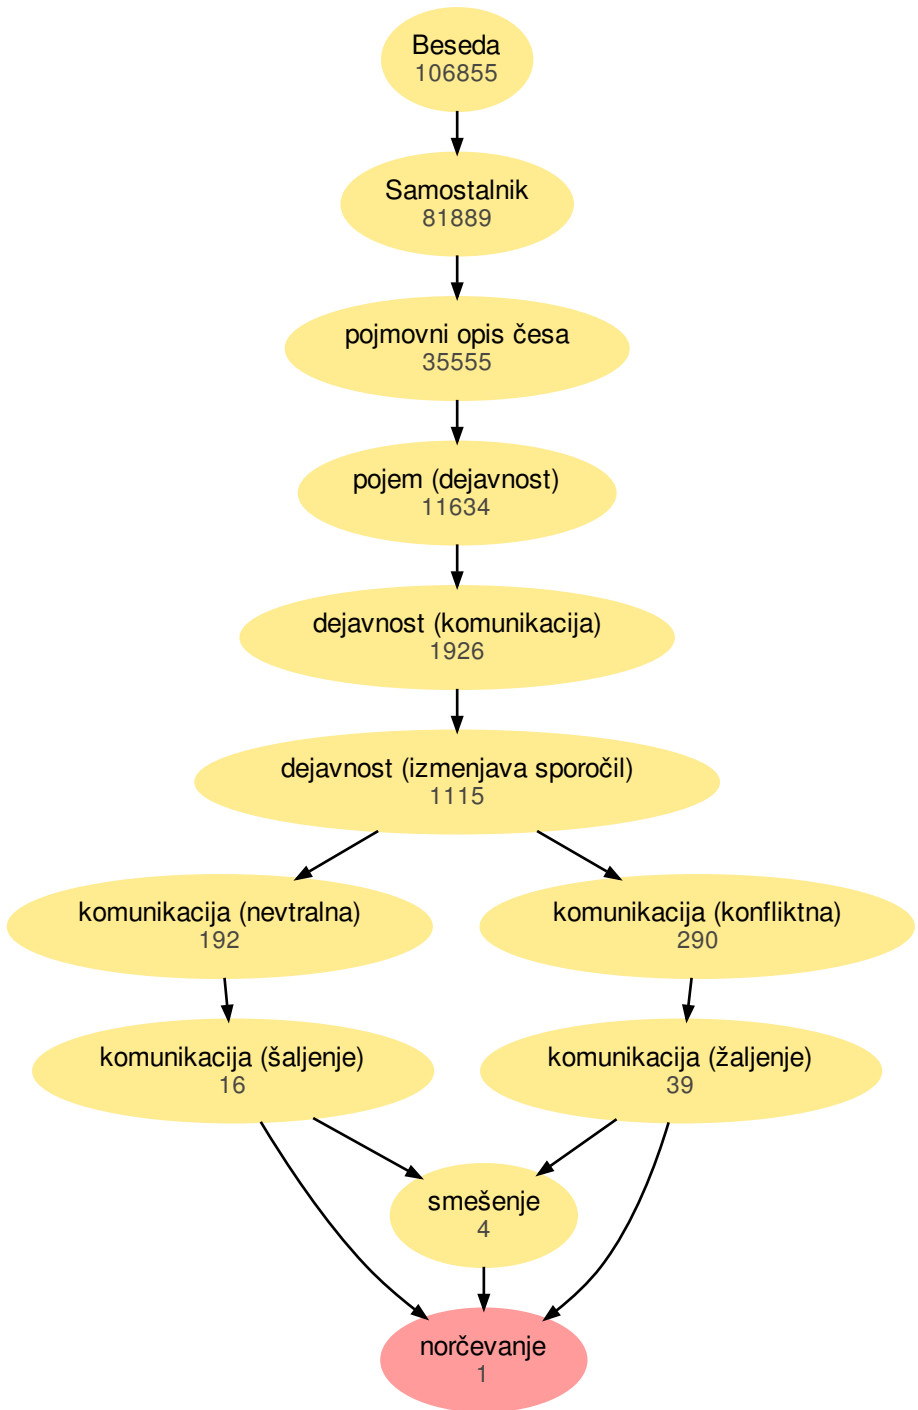 Beseda
106855
Samostalnik
81889
pojmovni opis česa
35555
pojem (dejavnost)
11634
dejavnost (komunikacija)
1926
dejavnost (izmenjava sporočil)
1115
komunikacija (nevtralna)
192
komunikacija (konfliktna)
290
komunikacija (šaljenje)
16
komunikacija (žaljenje)
39
smešenje
4
norčevanje
1